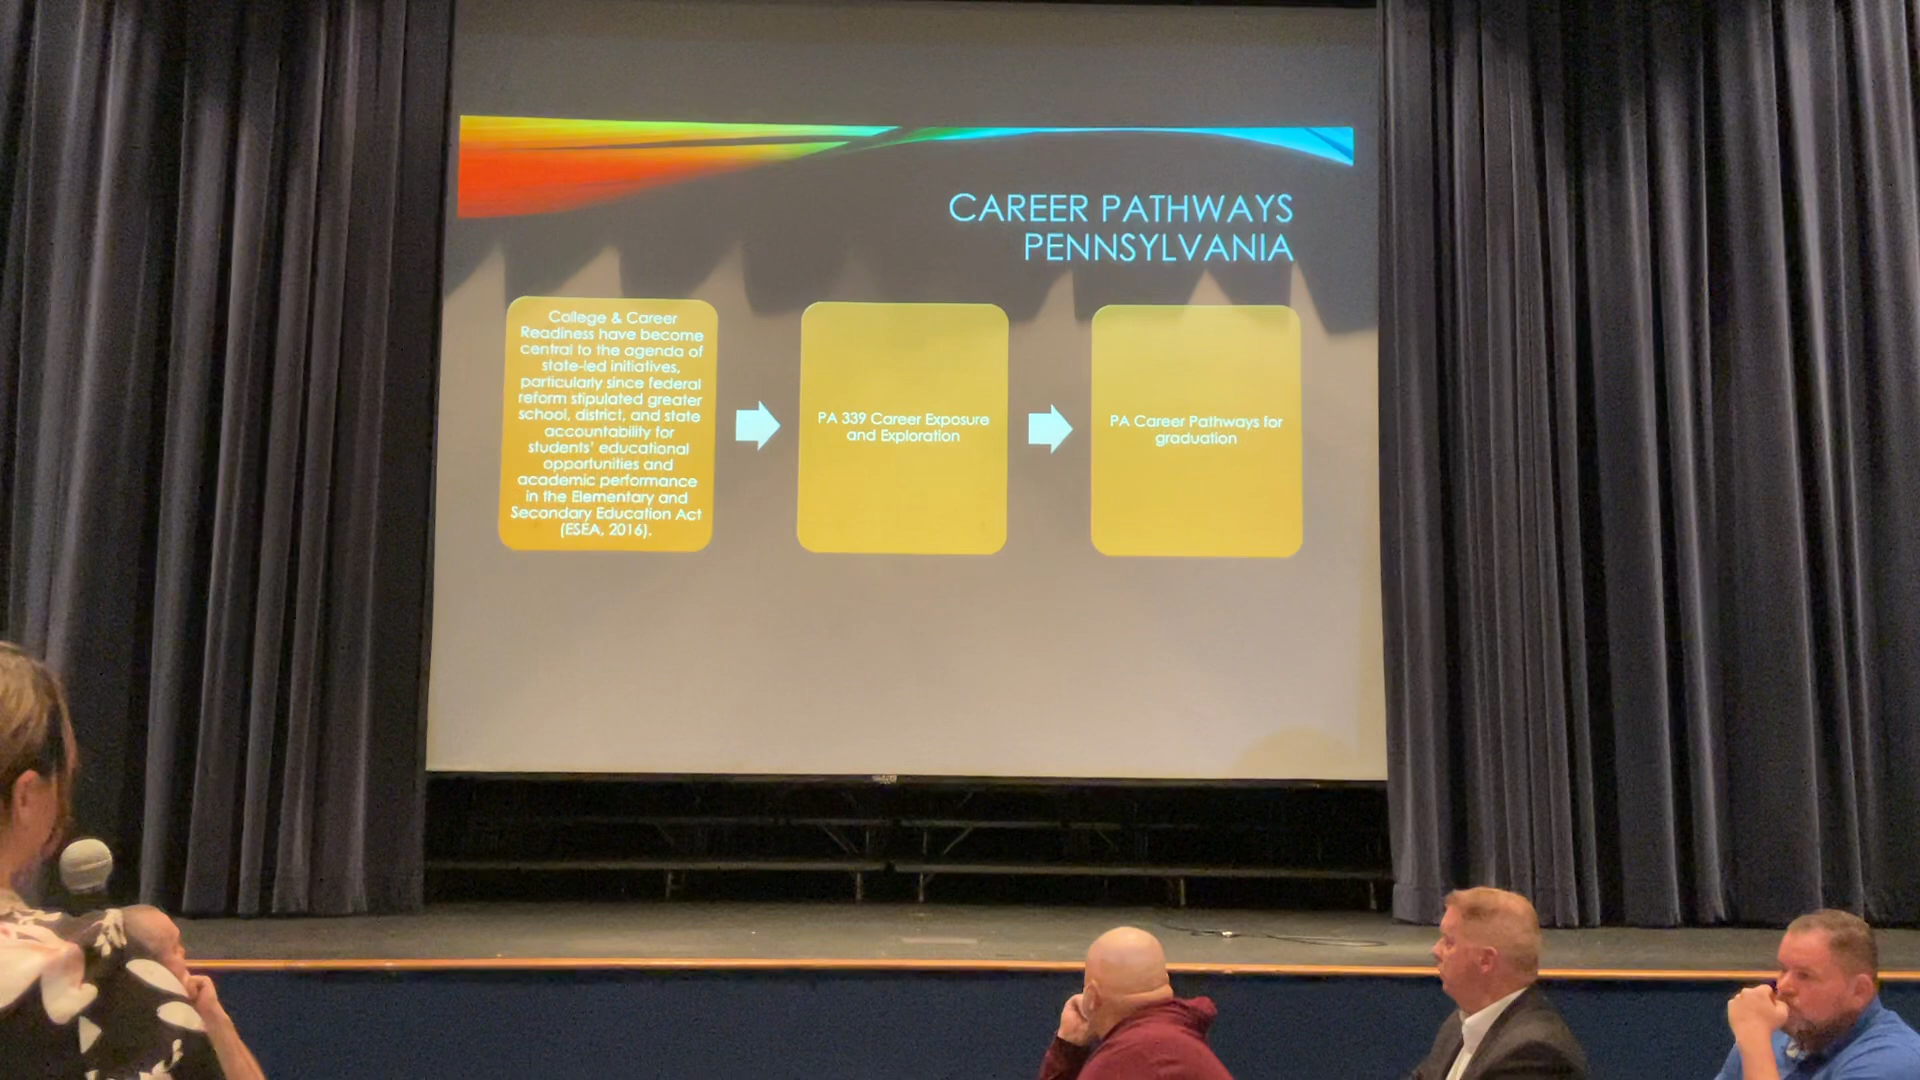 CAREER PATHWAYS
PENNSYLVANIA
College & Career
Readiness have become
central to the agenda of
state-led initiatives,
particularly since federal
reform stipulated greater
school, district, and state
accountability for
students' educational
opportunities and
academic performance
in the Elementary and
Secondary Education Act
(ESEA, 2016).
PA 339 Career Exposure
and Exploration
PA Career Pathways for
graduation